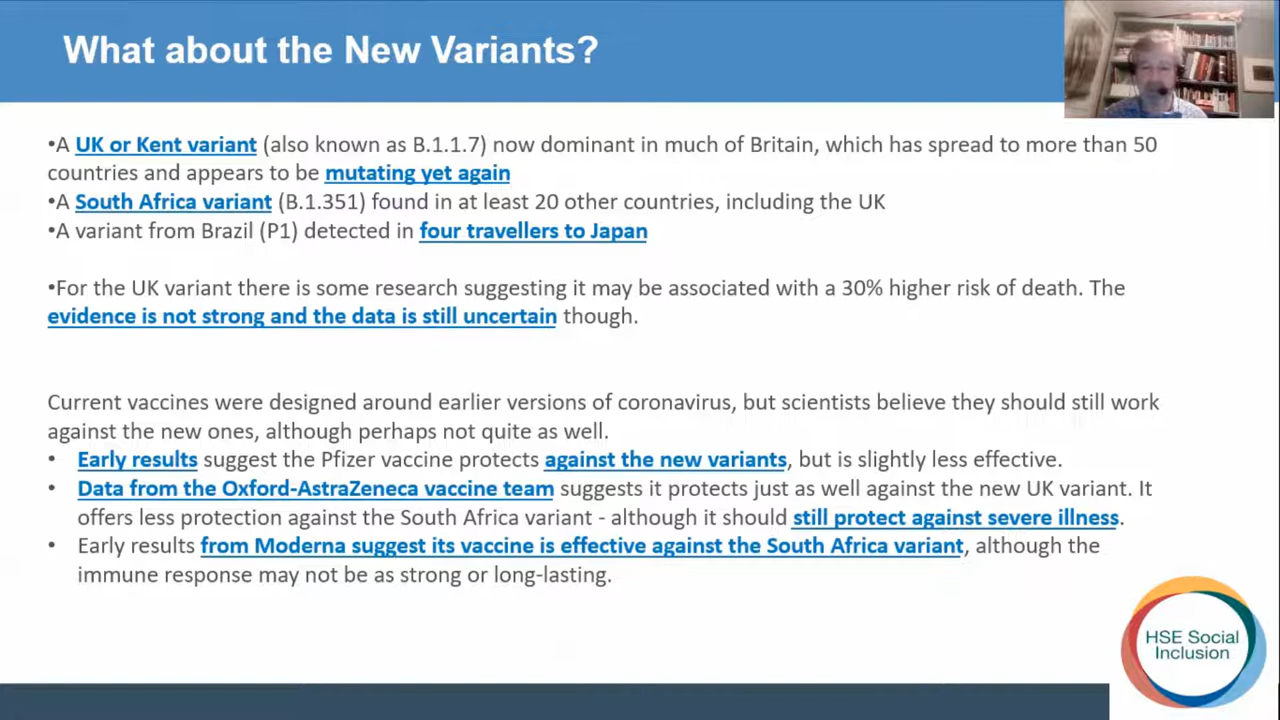 What about the New Variants?
•A UK or Kent variant (also known as B.1.1.7) now dominant in much of Britain, which has spread to more than 50
countries and appears to be mutating yet again
•A South Africa variant (B.1.351) found in at least 20 other countries, including the UK
•A variant from Brazil (P1) detected in four travellers to Japan
•For the UK variant there is some research suggesting it may be associated with a 30% higher risk of death. The
evidence is not strong and the data is still uncertain though.
Current vaccines were designed around earlier versions of coronavirus, but scientists believe they should still work
against the new ones, although perhaps not quite as well.
• Early results suggest the Pfizer vaccine protects against the new variants, but is slightly less effective.
• Data from the Oxford-AstraZeneca vaccine team suggests it protects just as well against the new UK variant. It
offers less protection against the South Africa variant - although it should still protect against severe illness.
• Early results from Moderna suggest its vaccine is effective against the South Africa variant, although the
immune response may not be as strong or long-lasting.
HSE Social
Inclusion